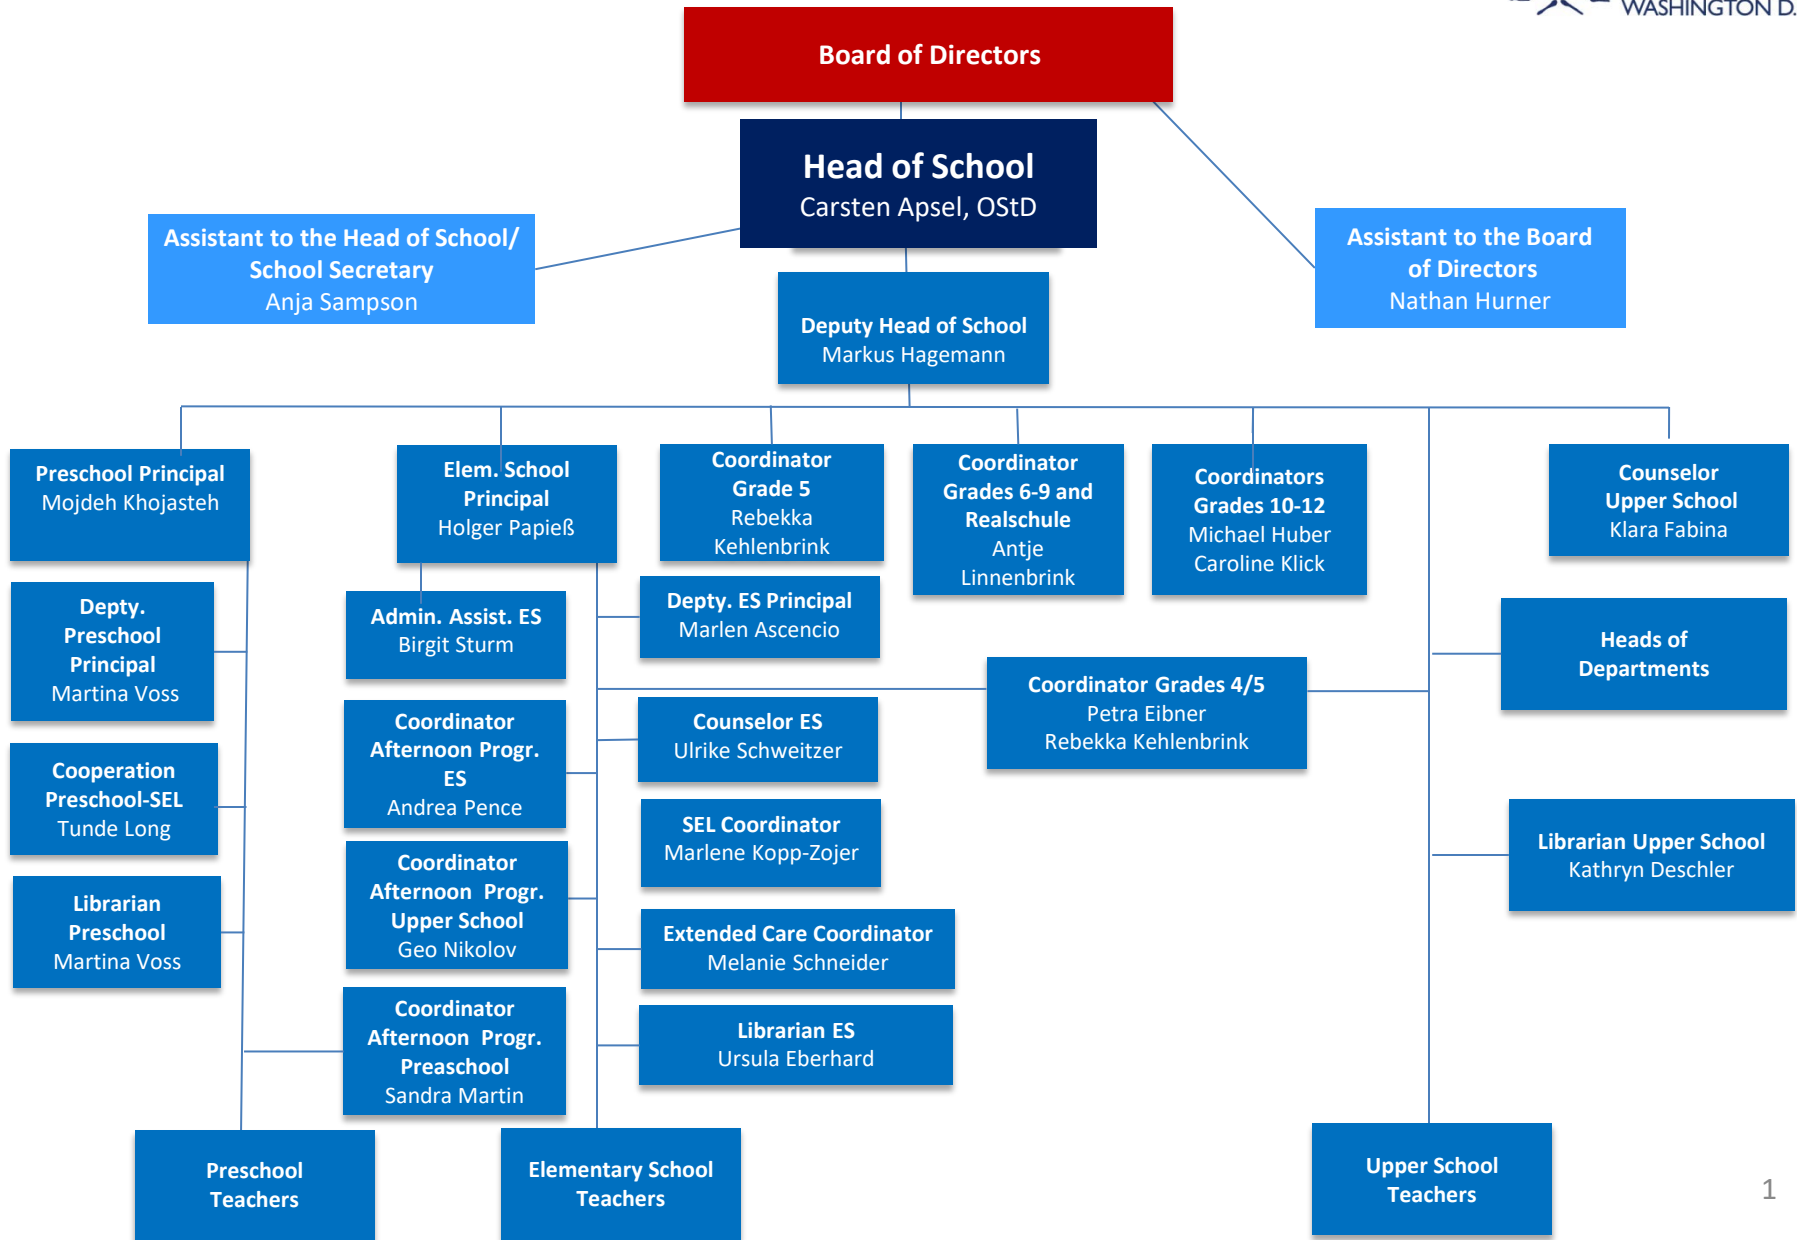 WASHINGTON D.
Board of Directors
Head of School
Carsten Apsel, OStD
Assistant to the Head of School/
School Secretary
Anja Sampson
Assistant to the Board
of Directors
Nathan Hurner
Deputy Head of School
Markus Hagemann
Preschool Principal
Mojdeh Khojasteh
Elem. School
Principal
Holger Papieß
Coordinator
Grade 5
Rebekka
Kehlenbrink
Coordinator
Grades 6-9 and
Realschule
Antje
Linnenbrink
Coordinators
Grades 10-12
Michael Huber
Caroline Klick
Counselor
Upper School
Klara Fabina
Depty.
Preschool
Principal
Martina Voss
Admin. Assist. ES
Birgit Sturm
Depty. ES Principal
Marlen Ascencio
Heads of
Departments
Coordinator Grades 4/5
Petra Eibner
Rebekka Kehlenbrink
Cooperation
Preschool-SEL
Tunde Long
Coordinator
Afternoon Progr.
ES
Andrea Pence
Counselor ES
Ulrike Schweitzer
SEL Coordinator
Marlene Kopp-Zojer
Librarian Upper School
Kathryn Deschler
Librarian
Preschool
Martina Voss
Coordinator
Afternoon Progr.
Upper School
Geo Nikolov
Extended Care Coordinator
Melanie Schneider
Coordinator
Afternoon Progr.
Preaschool
Sandra Martin
Librarian ES
Ursula Eberhard
Preschool
Teachers
Elementary School
Teachers
Upper School
Teachers
1